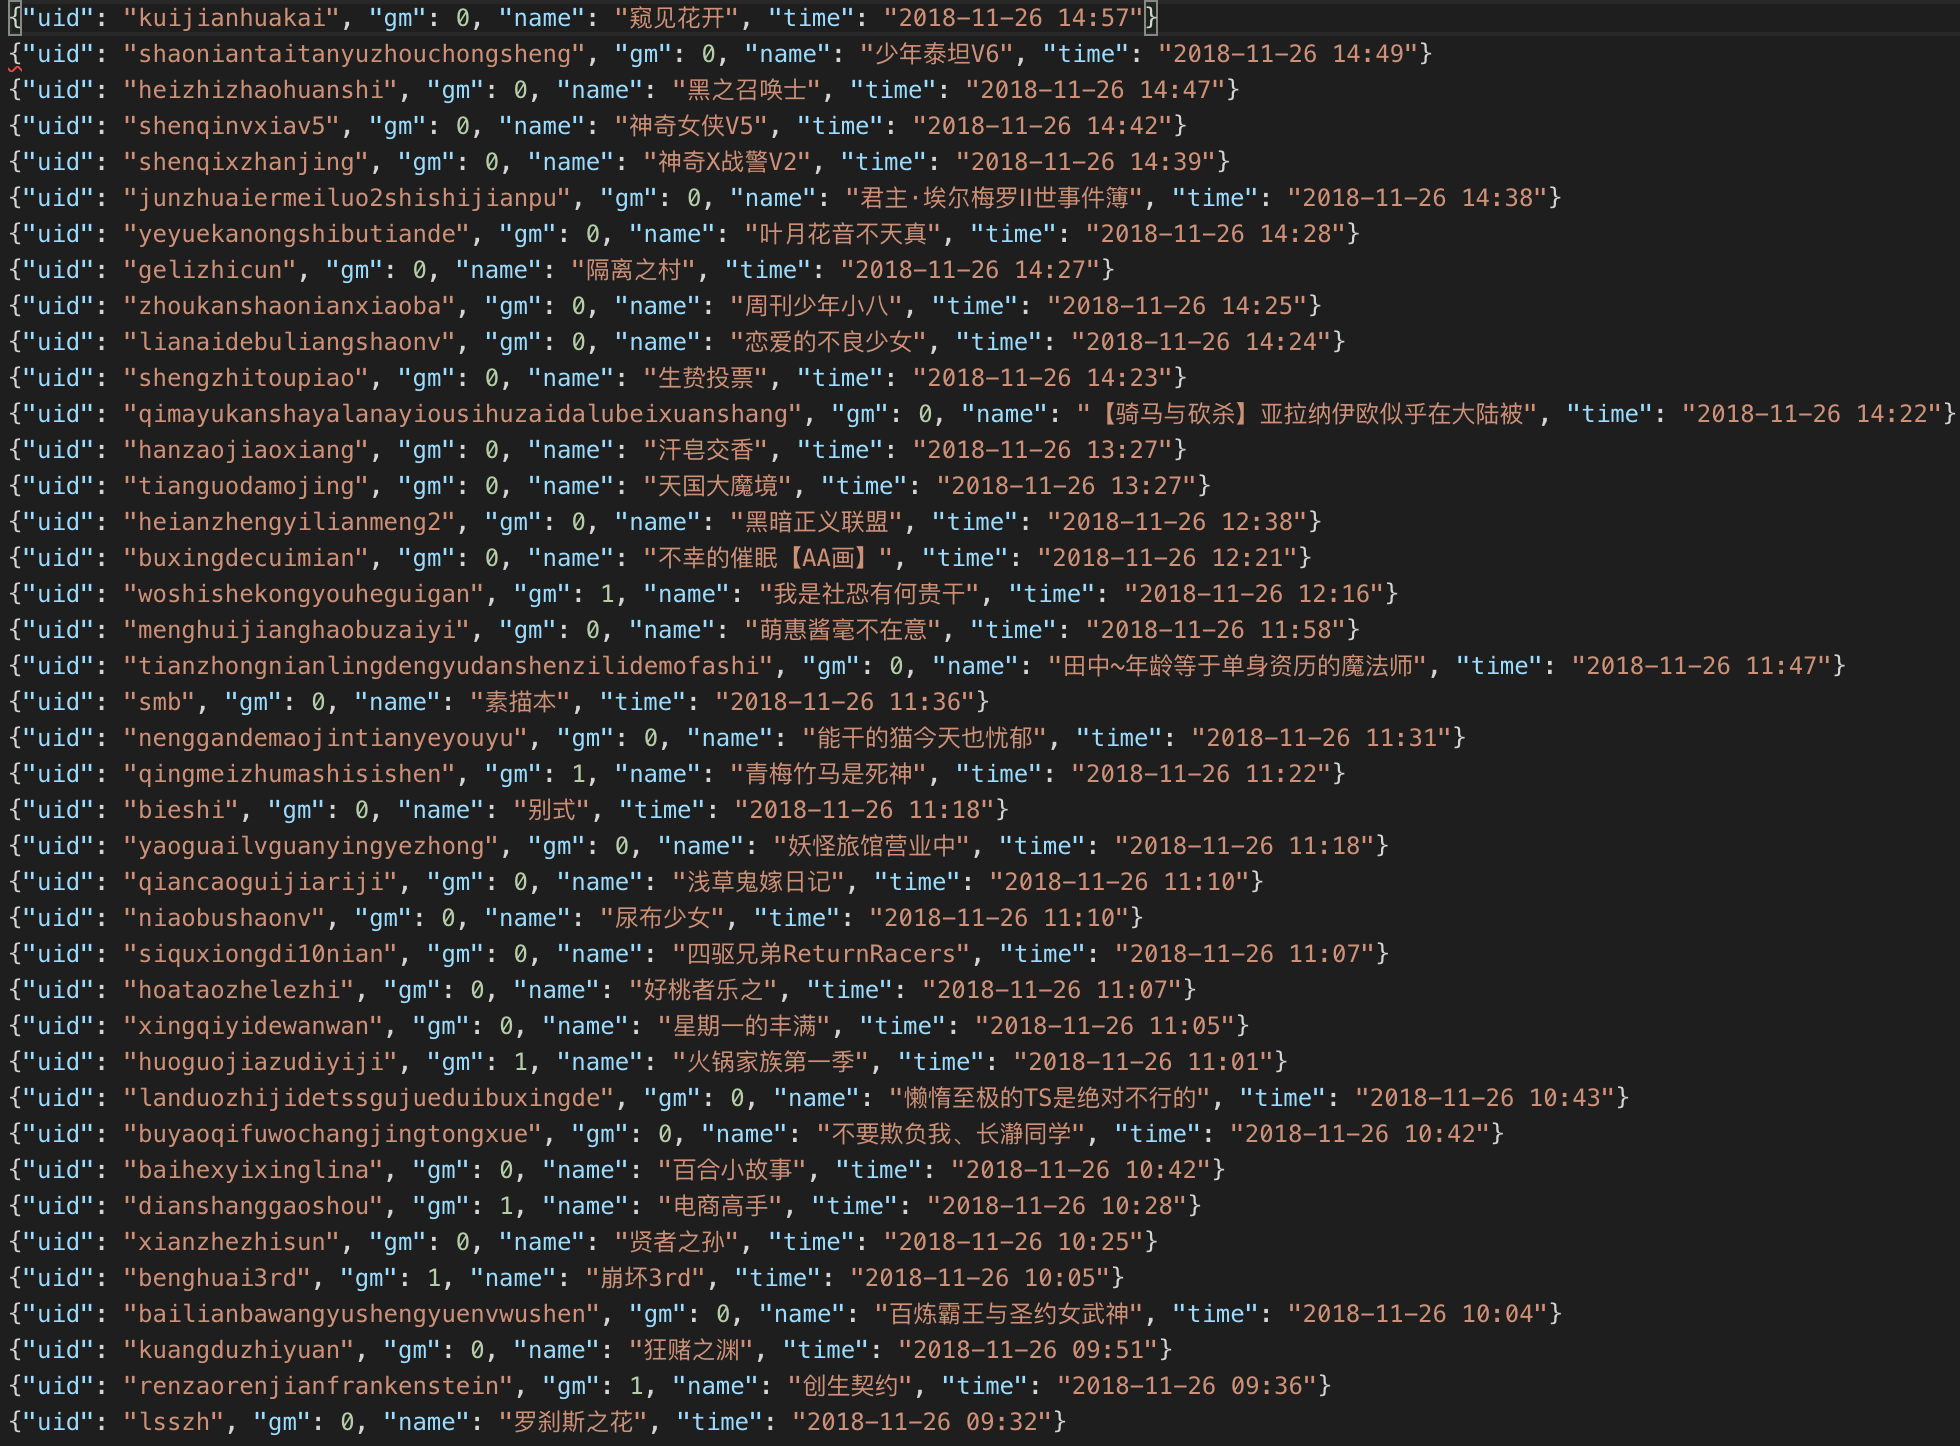 {"uid": "kuijianhuakai", "gm": 0, "name": "窥见花开", "time": "2018-11-26 14:57"}
{"uid": "shaoniantaitanyuzhouchongsheng", "gm": 0, "name": "少年泰坦V6", "time": "2018-11-26 14:49"}
{"uid": "heizhizhaohuanshi", "gm": 0, "name": "黑之召唤士", "time": "2018-11-26 14:47"}
{"uid": "shenqinvxiav5", "gm": 0, "name": "神奇女侠V5", "time": "2018-11-26 14:42"}
{"uid": "shenqixzhanjing", "gm": 0, "name": "神奇X战警V2", "time": "2018-11-26 14:39"}
{"uid": "junzhuaiermeiluo2shishijianpu", "gm": 0, "name": "君主·埃尔梅罗II世事件簿", "time": "2018-11-26 14:38"}
{"uid": "yeyuekanongshibutiande", "gm": 0, "name": "叶月花音不天真", "time": "2018-11-26 14:28"}
{"uid": "gelizhicun", "gm": 0, "name": "隔离之村", "time": "2018-11-26 14:27"}
{"uid": "zhoukanshaonianxiaoba", "gm": 0, "name": "周刊少年小八", "time": "2018-11-26 14:25"}
{"uid": "lianaidebuliangshaonv", "gm": 0, "name": "恋爱的不良少女", "time": "2018-11-26 14:24"}
{"uid": "shengzhitoupiao", "gm": 0, "name": "生贽投票", "time": "2018-11-26 14:23"}
{"uid": "qimayukanshayalanayiousihuzaidalubeixuanshang", "gm": 0, "name": "【骑马与砍杀】亚拉纳伊欧似乎在大陆被", "time": "2018-11-26 14:22"}
{"uid": "hanzaojiaoxiang", "gm": 0, "name": "汗皂交香", "time": "2018-11-26 13:27"}
{"uid": "tianguodamojing", "gm": 0, "name": "天国大魔境", "time": "2018-11-26 13:27"}
{"uid": "heianzhengyilianmeng2", "gm": 0, "name": "黑暗正义联盟", "time": "2018-11-26 12:38"}
{"uid": "buxingdecuimian", "gm": 0, "name": "不幸的催眠【AA画】", "time": "2018-11-26 12:21"}
{"uid": "woshishekongyouheguigan", "gm": 1, "name": "我是社恐有何贵干", "time": "2018-11-26 12:16"}
{"uid": "menghuijianghaobuzaiyi", "gm": 0, "name": "萌惠酱毫不在意", "time": "2018-11-26 11:58"}
{"uid": "tianzhongnianlingdengyudanshenzilidemofashi", "gm": 0, "name": "田中~年龄等于单身资历的魔法师", "time": "2018-11-26 11:47"}
{"uid": "smb", "gm": 0, "name": "素描本", "time": "2018-11-26 11:36"}
{"uid": "nenggandemaojintianyeyouyu", "gm": 0, "name": "能干的猫今天也忧郁", "time": "2018-11-26 11:31"}
{"uid": "qingmeizhumashisishen", "gm": 1, "name": "青梅竹马是死神", "time": "2018-11-26 11:22"}
{"uid": "bieshi", "gm": 0, "name": "别式", "time": "2018-11-26 11:18"}
{"uid": "yaoguailvguanyingyezhong", "gm": 0, "name": "妖怪旅馆营业中", "time": "2018-11-26 11:18"}
{"uid": "qiancaoguijiariji", "gm": 0, "name": "浅草鬼嫁日记", "time": "2018-11-26 11:10"}
{"uid": "niaobushaonv", "gm": 0, "name": "尿布少女", "time": "2018-11-26 11:10"}
{"uid": "siquxiongdi10nian", "gm": 0, "name": "四驱兄弟ReturnRacers", "time": "2018-11-26 11:07"}
{"uid": "hoataozhelezhi", "gm": 0, "name": "好桃者乐之", "time": "2018-11-26 11:07"}
{"uid": "xingqiyidewanwan", "gm": 0, "name": "星期一的丰满", "time": "2018-11-26 11:05"}
{"uid": "huoguojiazudiyiji", "gm": 1, "name": "火锅家族第一季", "time": "2018-11-26 11:01"}
{"uid": "landuozhijidetssgujueduibuxingde", "gm": 0, "name": "懒惰至极的TS是绝对不行的", "time": "2018-11-26 10:43"}
{"uid": "buyaoqifuwochangjingtongxue", "gm": 0, "name": "不要欺负我、长瀞同学", "time": "2018-11-26 10:42"}
{"uid": "baihexyixinglina", "gm": 0, "name": "百合小故事", "time": "2018-11-26 10:42"}
{"uid": "dianshanggaoshou", "gm": 1, "name": "电商高手", "time": "2018-11-26 10:28"}
{"uid": "xianzhezhisun", "gm": 0, "name": "贤者之孙", "time": "2018-11-26 10:25"}
{"uid": "benghuai3rd", "gm": 1, "name": "崩坏3rd", "time": "2018-11-26 10:05"}
{"uid": "bailianbawangyushengyuenvwushen", "gm": 0, "name": "百炼霸王与圣约女武神", "time": "2018-11-26 10:04"}
{"uid": "kuangduzhiyuan", "gm": 0, "name": "狂赌之渊", "time": "2018-11-26 09:51"}
{"uid": "renzaorenjianfrankenstein", "gm": 1, "name": "创生契约", "time": "2018-11-26 09:36"}
{"uid": "lsszh", "gm": 0, "name": "罗刹斯之花", "time": "2018-11-26 09:32"}